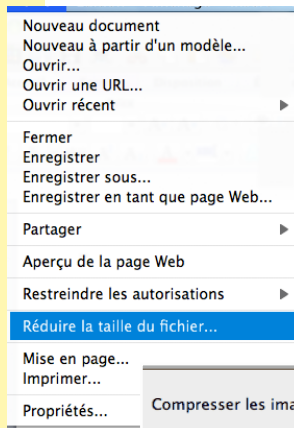 Nouveau document
Nouveau à partir d'un modèle...
Ouvrir...
Ouvrir une URL...
Ouvrir récent
Fermer
Enregistrer
Enregistrer sous...
Enregistrer en tant que page Web...
Partager
Aperçu de la page Web
Restreindre les autorisations
Réduire la taille du fichier...
Mise en page...
Imprimer...
Propriétés...
Compresser les